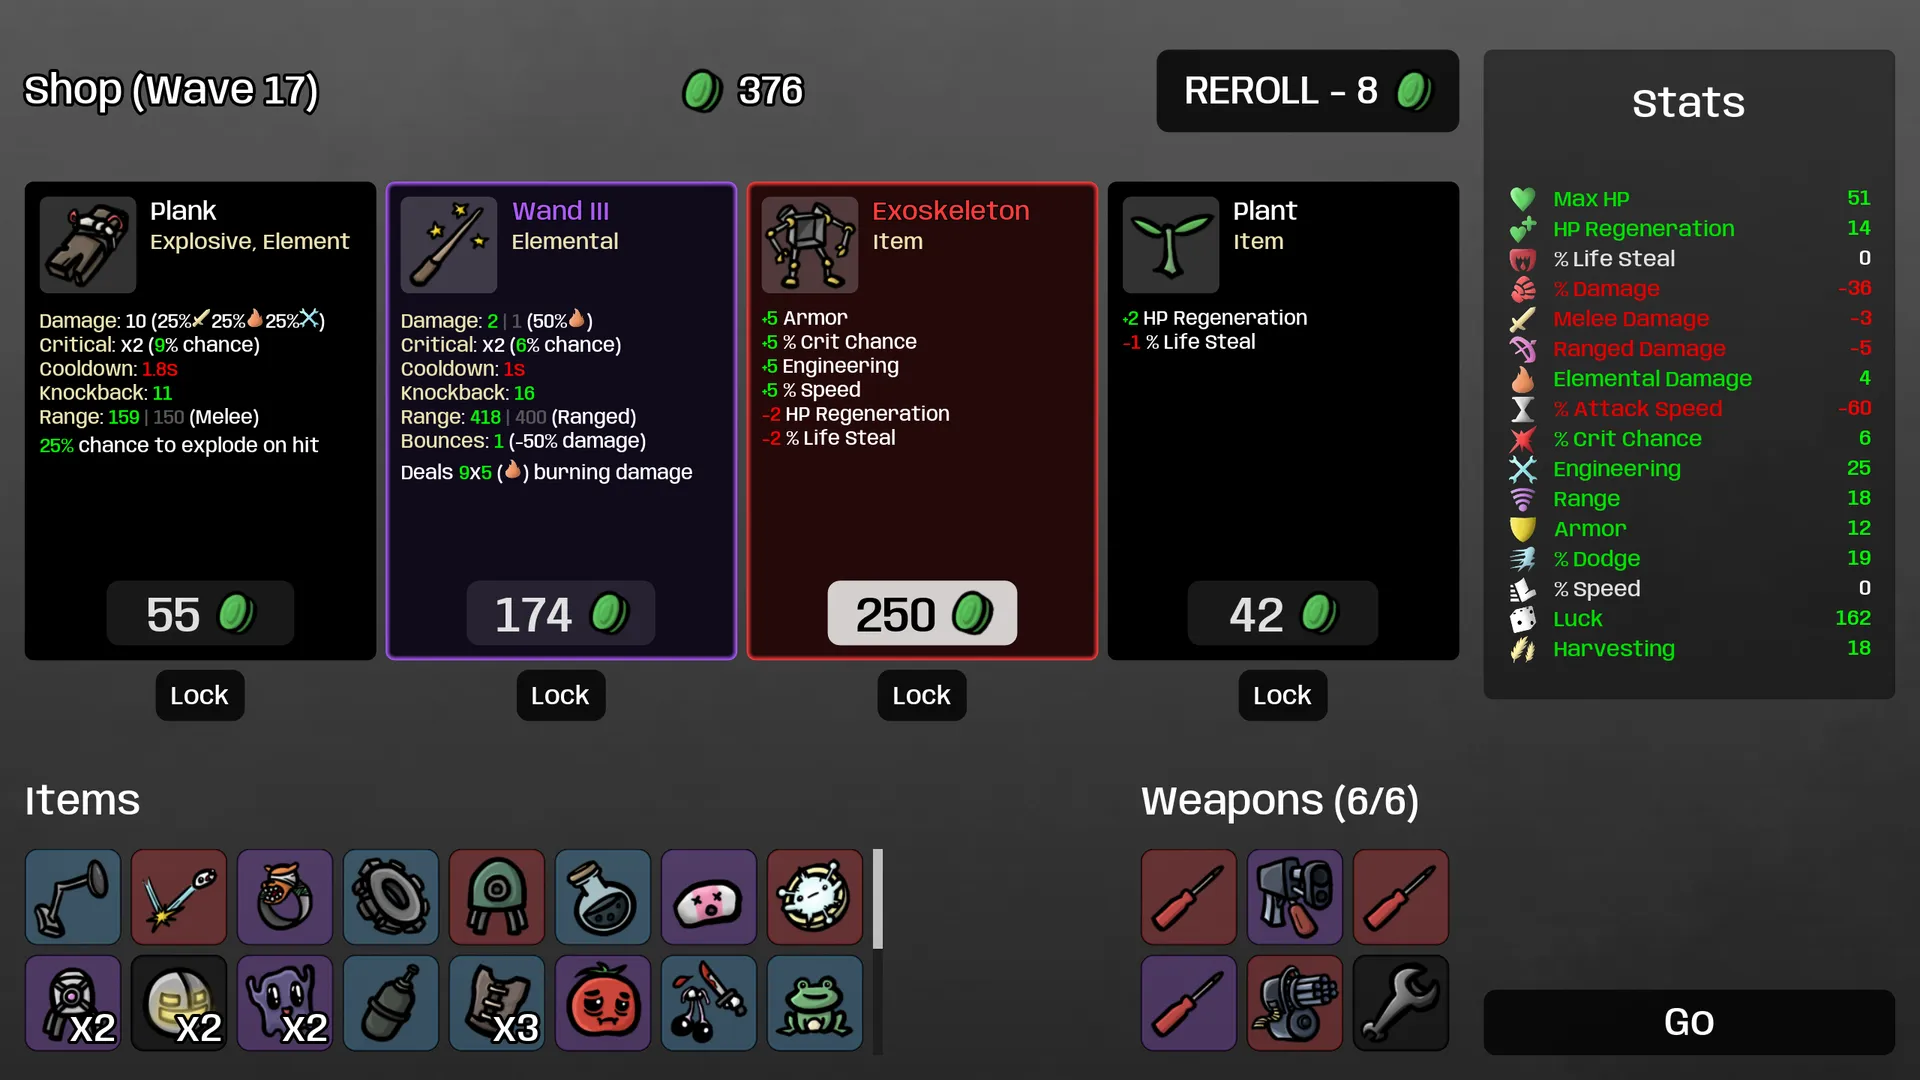 Shop (Wave 17)
376
REROLL - 8
Plank
Explosive, Element
Damage: 10 (25%25%25%)
Critical: x2 (9% chance)
Cooldown: 1.8s
Knockback: 11
Range: 159 | 150 (Melee)
25% chance to explode on hit
55
Lock
Wand III
Elemental
Damage: 2 | 1 (50%)
Critical: x2 (6% chance)
Cooldown: 1s
Knockback: 16
Range: 418 | 400 (Ranged)
Bounces: 1 (-50% damage)
Deals 9x5 () burning damage
174
Lock
Exoskeleton
Item
+5 Armor
+5 % Crit Chance
+5 Engineering
+5 % Speed
-2 HP Regeneration
-2 % Life Steal
250
Lock
Plant
Item
+2 HP Regeneration
-1 % Life Steal
42
Lock
Stats
Max HP 51
HP Regeneration 14
% Life Steal 0
% Damage -36
Melee Damage -3
Ranged Damage -5
Elemental Damage 4
% Attack Speed -60
% Crit Chance 6
Engineering 25
Range 18
Armor 12
% Dodge 19
% Speed 0
Luck 162
Harvesting 18
Items
X2
X2
X2
X3
Weapons (6/6)
Go